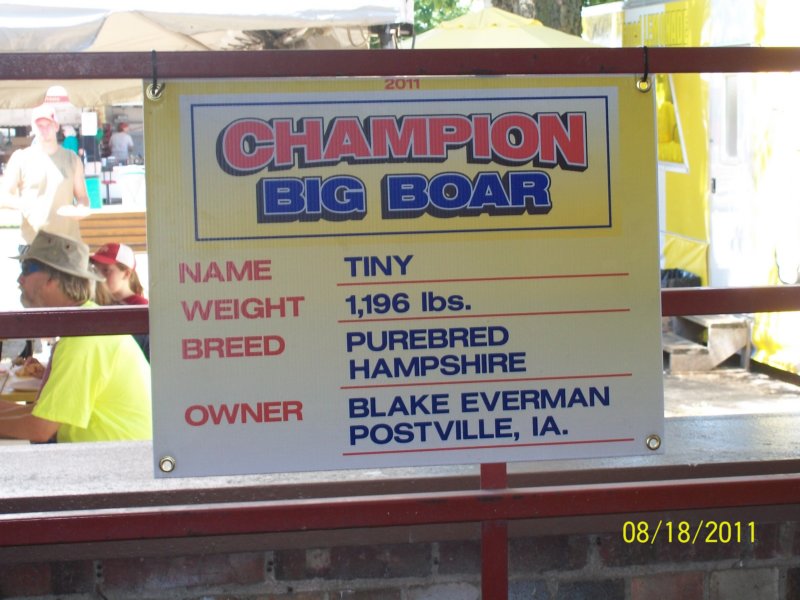 2011
CHAMPION
BIG BOAR
NAME TINY
WEIGHT 1,196 lbs.
BREED PUREBRED
HAMPSHIRE
OWNER BLAKE EVERMAN
POSTVILLE, IA.
08/18/2011